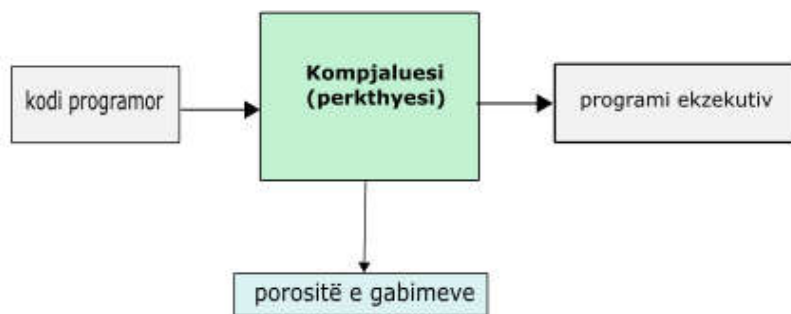 kodi programor
Kompjaluesi
(perkthyesi)
programi ekzekutiv
porositë e gabimeve